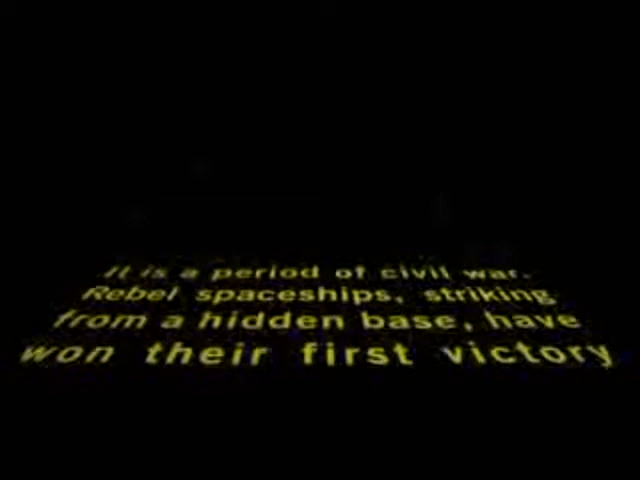 It is a period of civil war.
Rebel spaceships, striking
from a hidden base, have
won their first victory